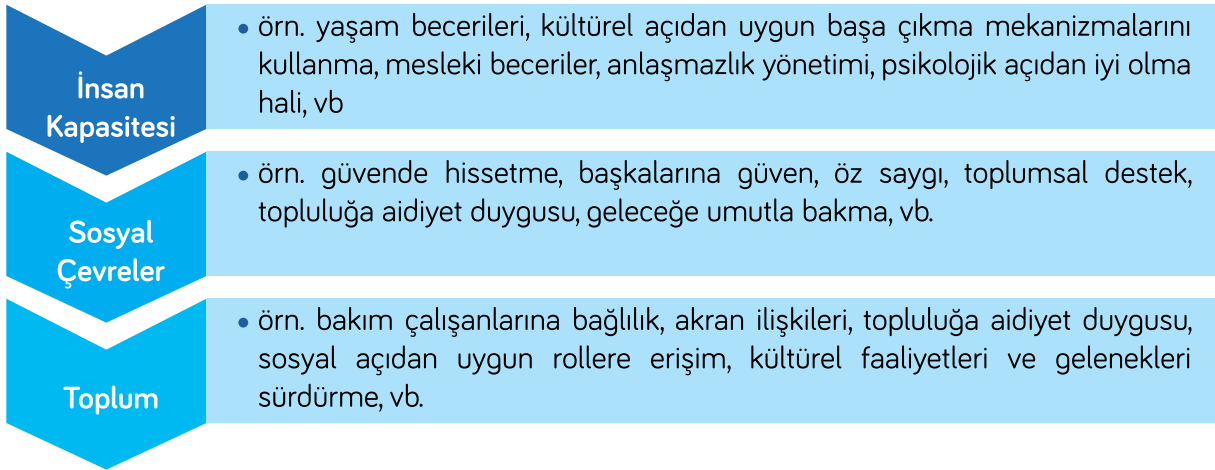 İnsan
Kapasitesi
• örn. yaşam becerileri, kültürel açıdan uygun başa çıkma mekanizmalarını
kullanma, mesleki beceriler, anlaşmazlık yönetimi, psikolojik açıdan iyi olma
hali, vb
Sosyal
Çevreler
• örn. güvende hissetme, başkalarına güven, öz saygı, toplumsal destek,
topluluğa aidiyet duygusu, geleceğe umutla bakma, vb.
Toplum
• örn. bakım çalışanlarına bağlılık, akran ilişkileri, topluluğa aidiyet duygusu,
sosyal açıdan uygun rollere erişim, kültürel faaliyetleri ve gelenekleri
sürdürme, vb.